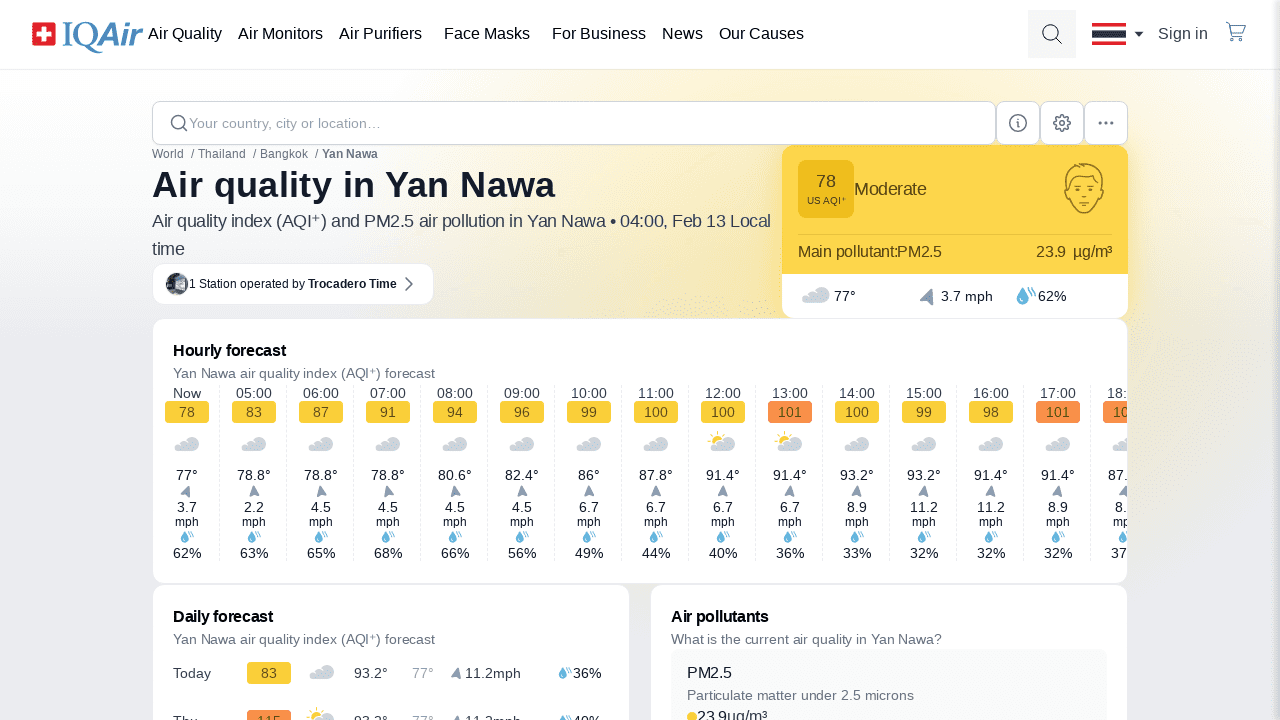 IQAir Air Quality Air Monitors Air Purifiers Face Masks For Business News Our Causes Sign in
Your country, city or location...
World / Thailand / Bangkok / Yan Nawa
Air quality in Yan Nawa
Air quality index (AQI⁺) and PM2.5 air pollution in Yan Nawa • 04:00, Feb 13 Local
time
1 Station operated by Trocadero Time
78
US AQI⁺
Moderate
Main pollutant:PM2.5 23.9 µg/m³
77° 3.7 mph 62%
Hourly forecast
Yan Nawa air quality index (AQI⁺) forecast
Now 05:00 06:00 07:00 08:00 09:00 10:00 11:00 12:00 13:00 14:00 15:00 16:00 17:00
78 83 87 91 94 96 99 100 100 101 100 99 98 101
77° 78.8° 78.8° 78.8° 80.6° 82.4° 86° 87.8° 91.4° 91.4° 93.2° 93.2° 91.4° 91.4°
3.7 2.2 4.5 4.5 4.5 4.5 6.7 6.7 6.7 6.7 8.9 11.2 11.2 8.9
mph mph mph mph mph mph mph mph mph mph mph mph mph mph
62% 63% 65% 68% 66% 56% 49% 44% 40% 36% 33% 32% 32% 32%
Daily forecast
Yan Nawa air quality index (AQI⁺) forecast
Today 83 93.2° 77° 11.2mph 36%
Thu 115 93.2° 77° 11.2mph 40%
Air pollutants
What is the current air quality in Yan Nawa?
PM2.5
Particulate matter under 2.5 microns
23.9µg/m³